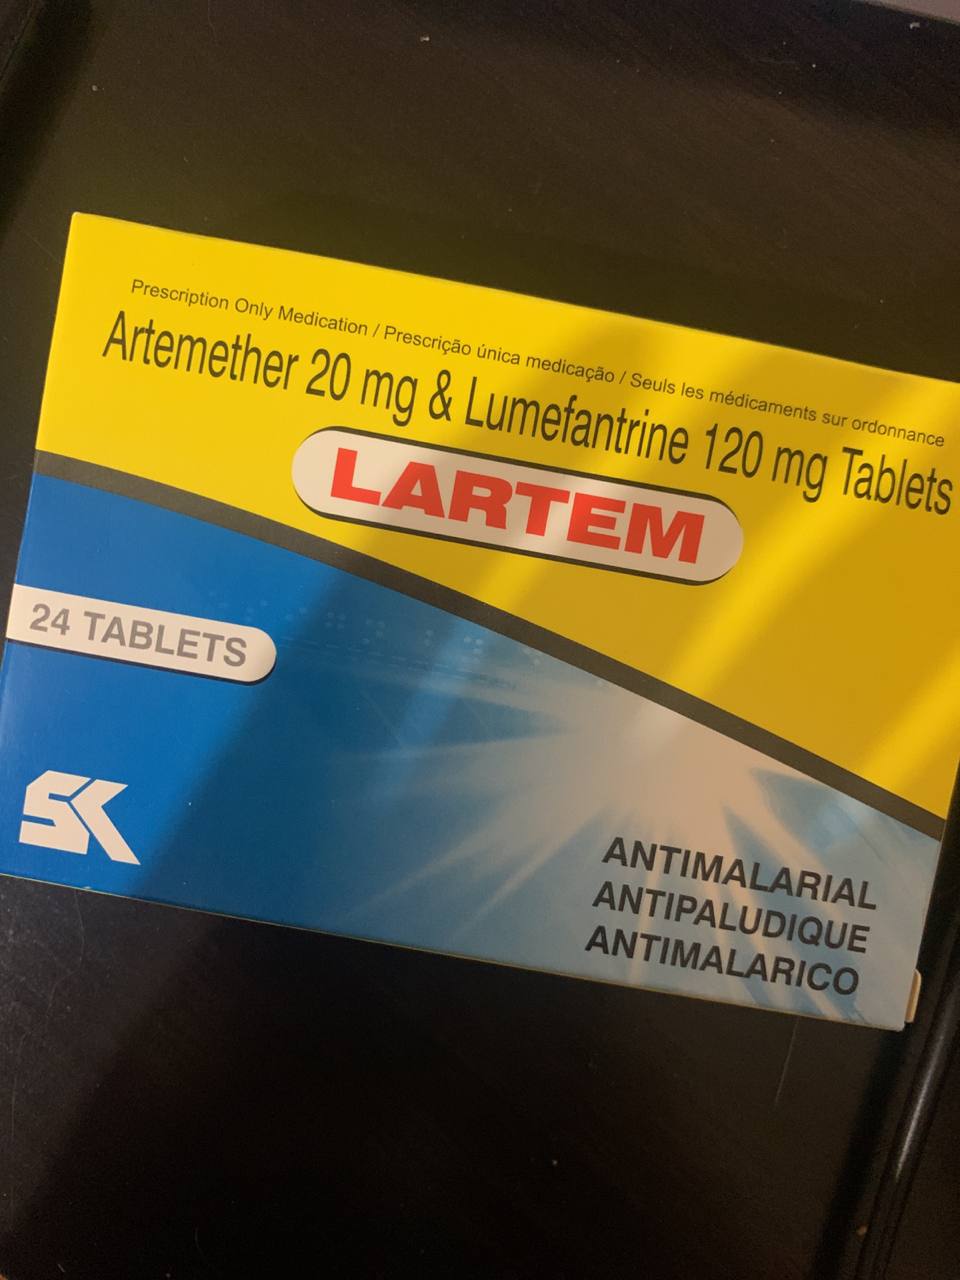 Prescription Only Medication / Prescrição única medicação / Seuls les médicaments sur ordonnance
Artemether 20 mg & Lumefantrine 120 mg Tablets
LARTEM
24 TABLETS
SK
ANTIMALARIAL
ANTIPALUDIQUE
ANTIMALARICO